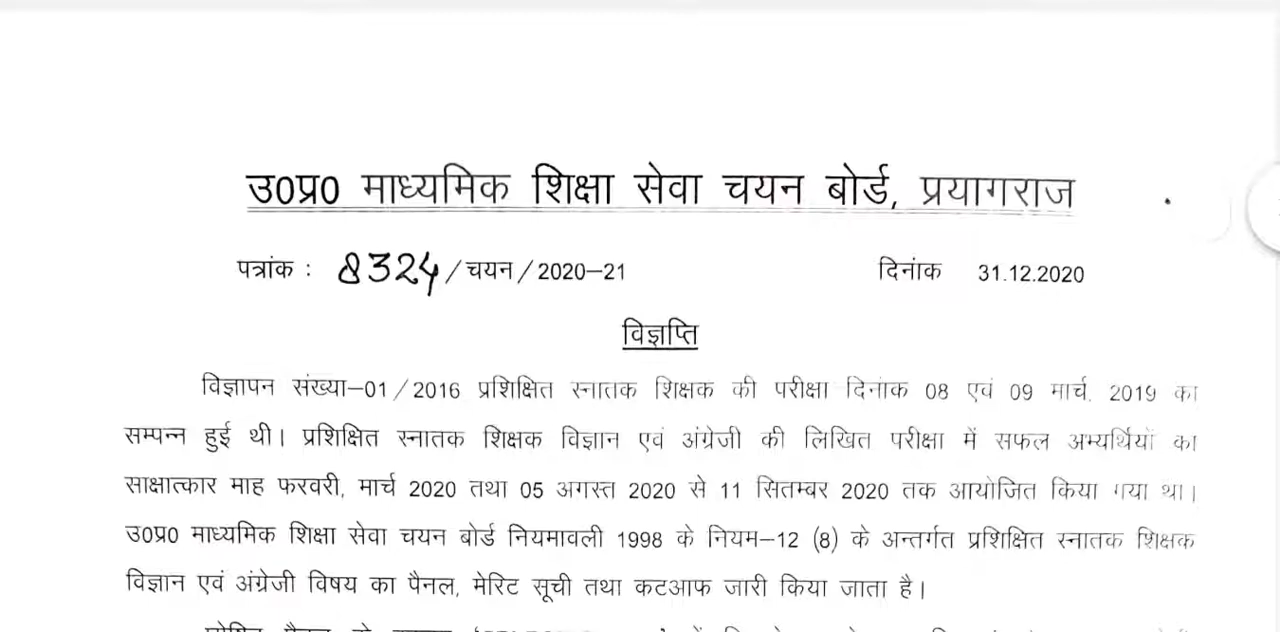 उ0प्र0 माध्यमिक शिक्षा सेवा चयन बोर्ड, प्रयागराज
पत्रांक : 8324/चयन/2020–21 दिनांक 31.12.2020
विज्ञप्ति
विज्ञापन संख्या–01/2016 प्रशिक्षित स्नातक शिक्षक की परीक्षा दिनांक 08 एवं 09 मार्च, 2019 का
सम्पन्न हुई थी। प्रशिक्षित स्नातक शिक्षक विज्ञान एवं अंग्रेजी की लिखित परीक्षा में सफल अभ्यर्थियों का
साक्षात्कार माह फरवरी, मार्च 2020 तथा 05 अगस्त 2020 से 11 सितम्बर 2020 तक आयोजित किया गया था।
उ0प्र0 माध्यमिक शिक्षा सेवा चयन बोर्ड नियमावली 1998 के नियम–12 (8) के अन्तर्गत प्रशिक्षित स्नातक शिक्षक
विज्ञान एवं अंग्रेजी विषय का पैनल, मेरिट सूची तथा कटआफ जारी किया जाता है।